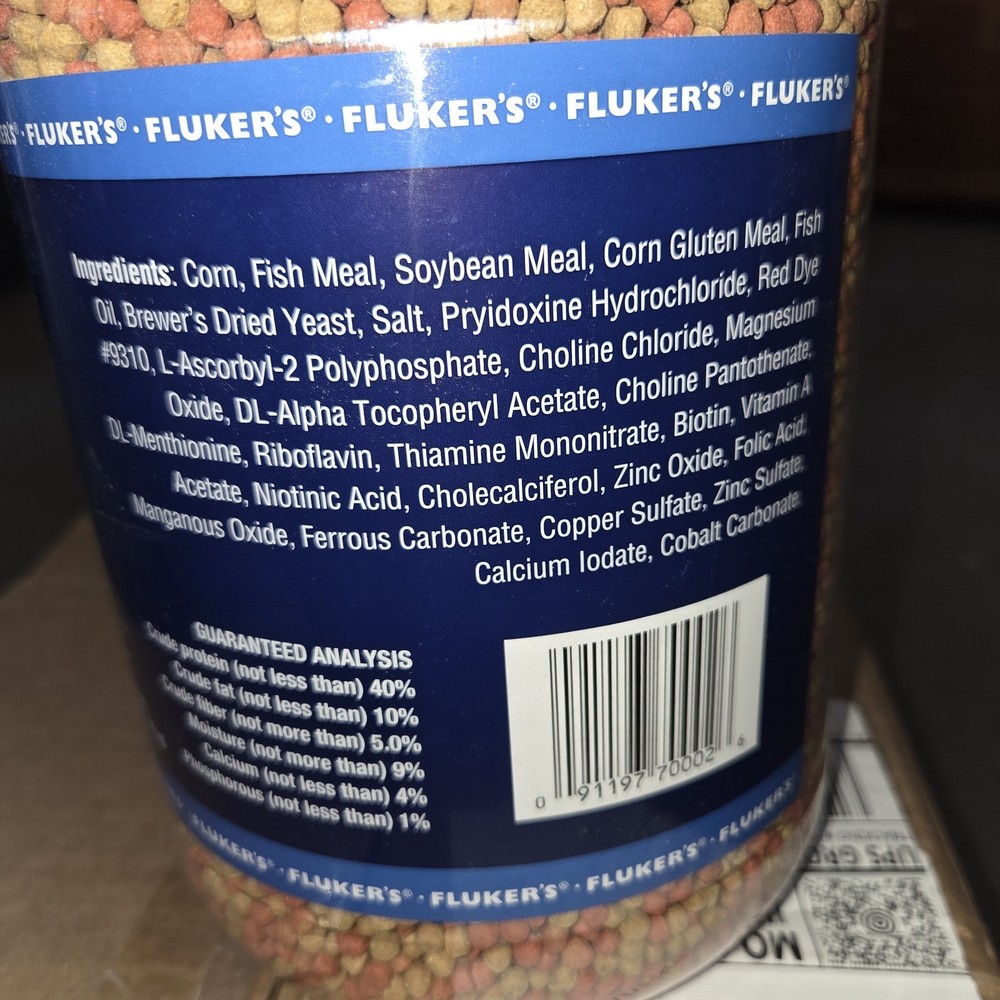 FLUKER'S® · FLUKER'S® · FLUKER'S® · FLUKER'S® · FLUKER'S®
Ingredients: Corn, Fish Meal, Soybean Meal, Corn Gluten Meal, Fish
Oil, Brewer's Dried Yeast, Salt, Pryidoxine Hydrochloride, Red Dye
#9310, L-Ascorbyl-2 Polyphosphate, Choline Chloride, Magnesium
Oxide, DL-Alpha Tocopheryl Acetate, Choline Pantothenate,
DL-Menthionine, Riboflavin, Thiamine Mononitrate, Biotin, Vitamin A
Acetate, Niotinic Acid, Cholecalciferol, Zinc Oxide, Folic Acid,
Manganous Oxide, Ferrous Carbonate, Copper Sulfate, Zinc Sulfate,
Calcium Iodate, Cobalt Carbonate.
GUARANTEED ANALYSIS
Crude protein (not less than) 40%
Crude fat (not less than) 10%
Crude fiber (not more than) 5.0%
Moisture (not more than) 9%
Calcium (not less than) 4%
Phosphorous (not less than) 1%
0 91197 70002 6
FLUKER'S® · FLUKER'S® · FLUKER'S® · FLUKER'S
UPS GRO
MO